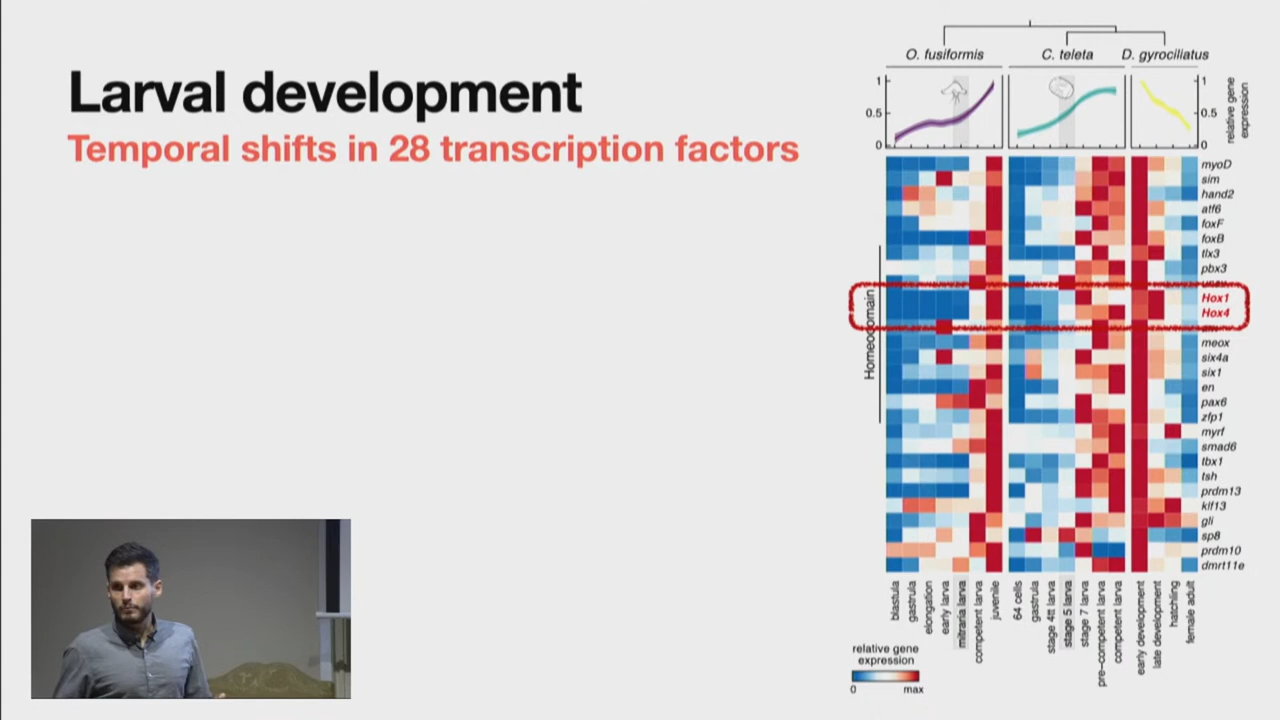 Larval development
Temporal shifts in 28 transcription factors
O. fusiformis
C. teleta
D. gyrociliatus
1
0.5
0
1
0.5
0
relative gene
expression
Homeodomain
myoD
sim
hand2
atf6
foxF
foxB
tlx3
pbx3
Hox1
Hox4
meox
six4a
six1
en
pax6
zfp1
myrf
smad6
tbx1
tsh
prdm13
klf13
gli
sp8
prdm10
dmrt11e
blastula
gastrula
elongation
early larva
mitraria larva
competent larva
juvenile
64 cells
gastrula
stage 4tt larva
stage 5 larva
stage 7 larva
pre-competent larva
competent larva
early development
late development
hatchling
female adult
relative gene
expression
0
max